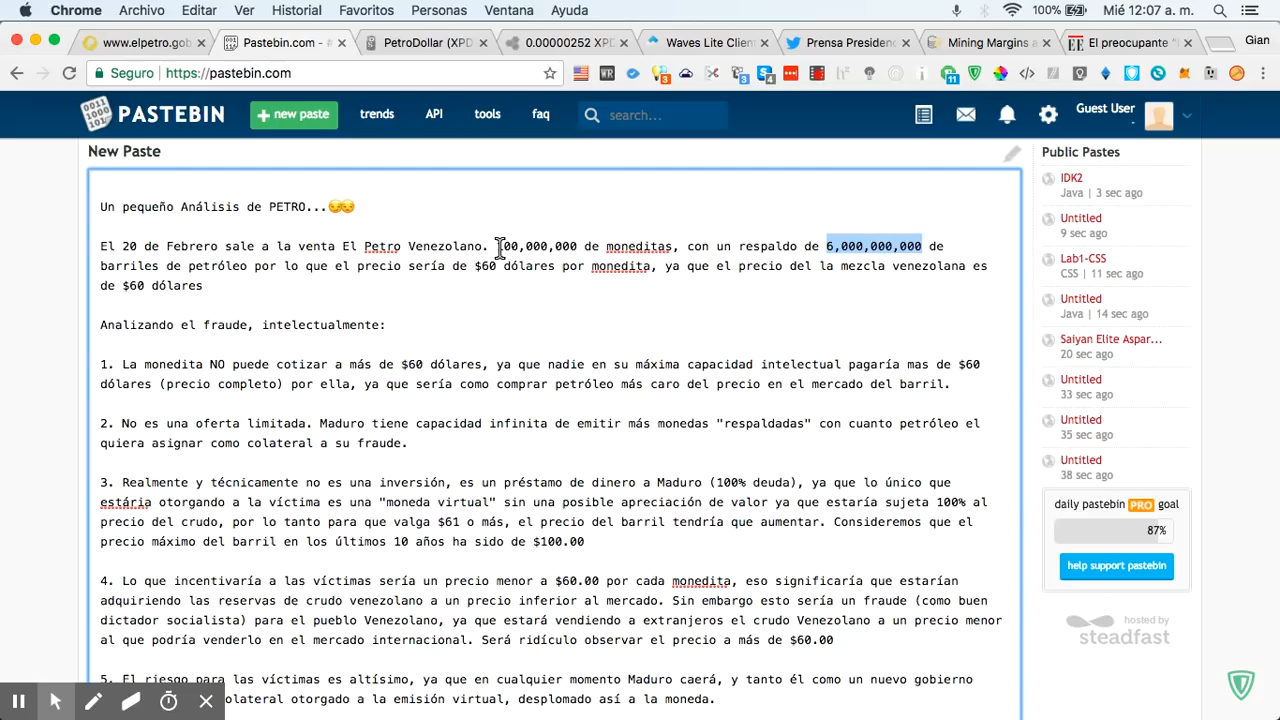 Chrome Archivo Editar Ver Historial Favoritos Personas Ventana Ayuda 100% Mié 12:07 a. m.
www.elpetro.gob Pastebin.com - # PetroDollar (XPD 0.00000252 XPD Waves Lite Clien Prensa Presidenc Mining Margins an El preocupante “I Gian
Seguro https://pastebin.com
PASTEBIN + new paste trends API tools faq search... Guest User
New Paste
Public Pastes
Un pequeño Análisis de PETRO...
El 20 de Febrero sale a la venta El Petro Venezolano. 00,000,000 de moneditas, con un respaldo de 6,000,000,000 de
barriles de petróleo por lo que el precio sería de $60 dólares por monedita, ya que el precio del la mezcla venezolana es
de $60 dólares
Analizando el fraude, intelectualmente:
1. La monedita NO puede cotizar a más de $60 dólares, ya que nadie en su máxima capacidad intelectual pagaría mas de $60
dólares (precio completo) por ella, ya que sería como comprar petróleo más caro del precio en el mercado del barril.
2. No es una oferta limitada. Maduro tiene capacidad infinita de emitir más monedas "respaldadas" con cuanto petróleo el
quiera asignar como colateral a su fraude.
3. Realmente y técnicamente no es una inversión, es un préstamo de dinero a Maduro (100% deuda), ya que lo único que
estária otorgando a la víctima es una "moneda virtual" sin una posible apreciación de valor ya que estaría sujeta 100% al
precio del crudo, por lo tanto para que valga $61 o más, el precio del barril tendría que aumentar. Consideremos que el
precio máximo del barril en los últimos 10 años ha sido de $100.00
4. Lo que incentivaría a las víctimas sería un precio menor a $60.00 por cada monedita, eso significaría que estarían
adquiriendo las reservas de crudo venezolano a un precio inferior al mercado. Sin embargo esto sería un fraude (como buen
dictador socialista) para el pueblo Venezolano, ya que estará vendiendo a extranjeros el crudo Venezolano a un precio menor
al que podría venderlo en el mercado internacional. Será ridículo observar el precio a más de $60.00
5. El riesgo para las víctimas es altísimo, ya que en cualquier momento Maduro caerá, y tanto él como un nuevo gobierno
colateral otorgado a la emisión virtual, desplomado así a la moneda.
IDK2
Java | 3 sec ago
Untitled
9 sec ago
Lab1-CSS
CSS | 11 sec ago
Untitled
Java | 14 sec ago
Saiyan Elite Aspar...
20 sec ago
Untitled
33 sec ago
Untitled
35 sec ago
Untitled
38 sec ago
daily pastebin PRO goal
87%
help support pastebin
hosted by
steadfast